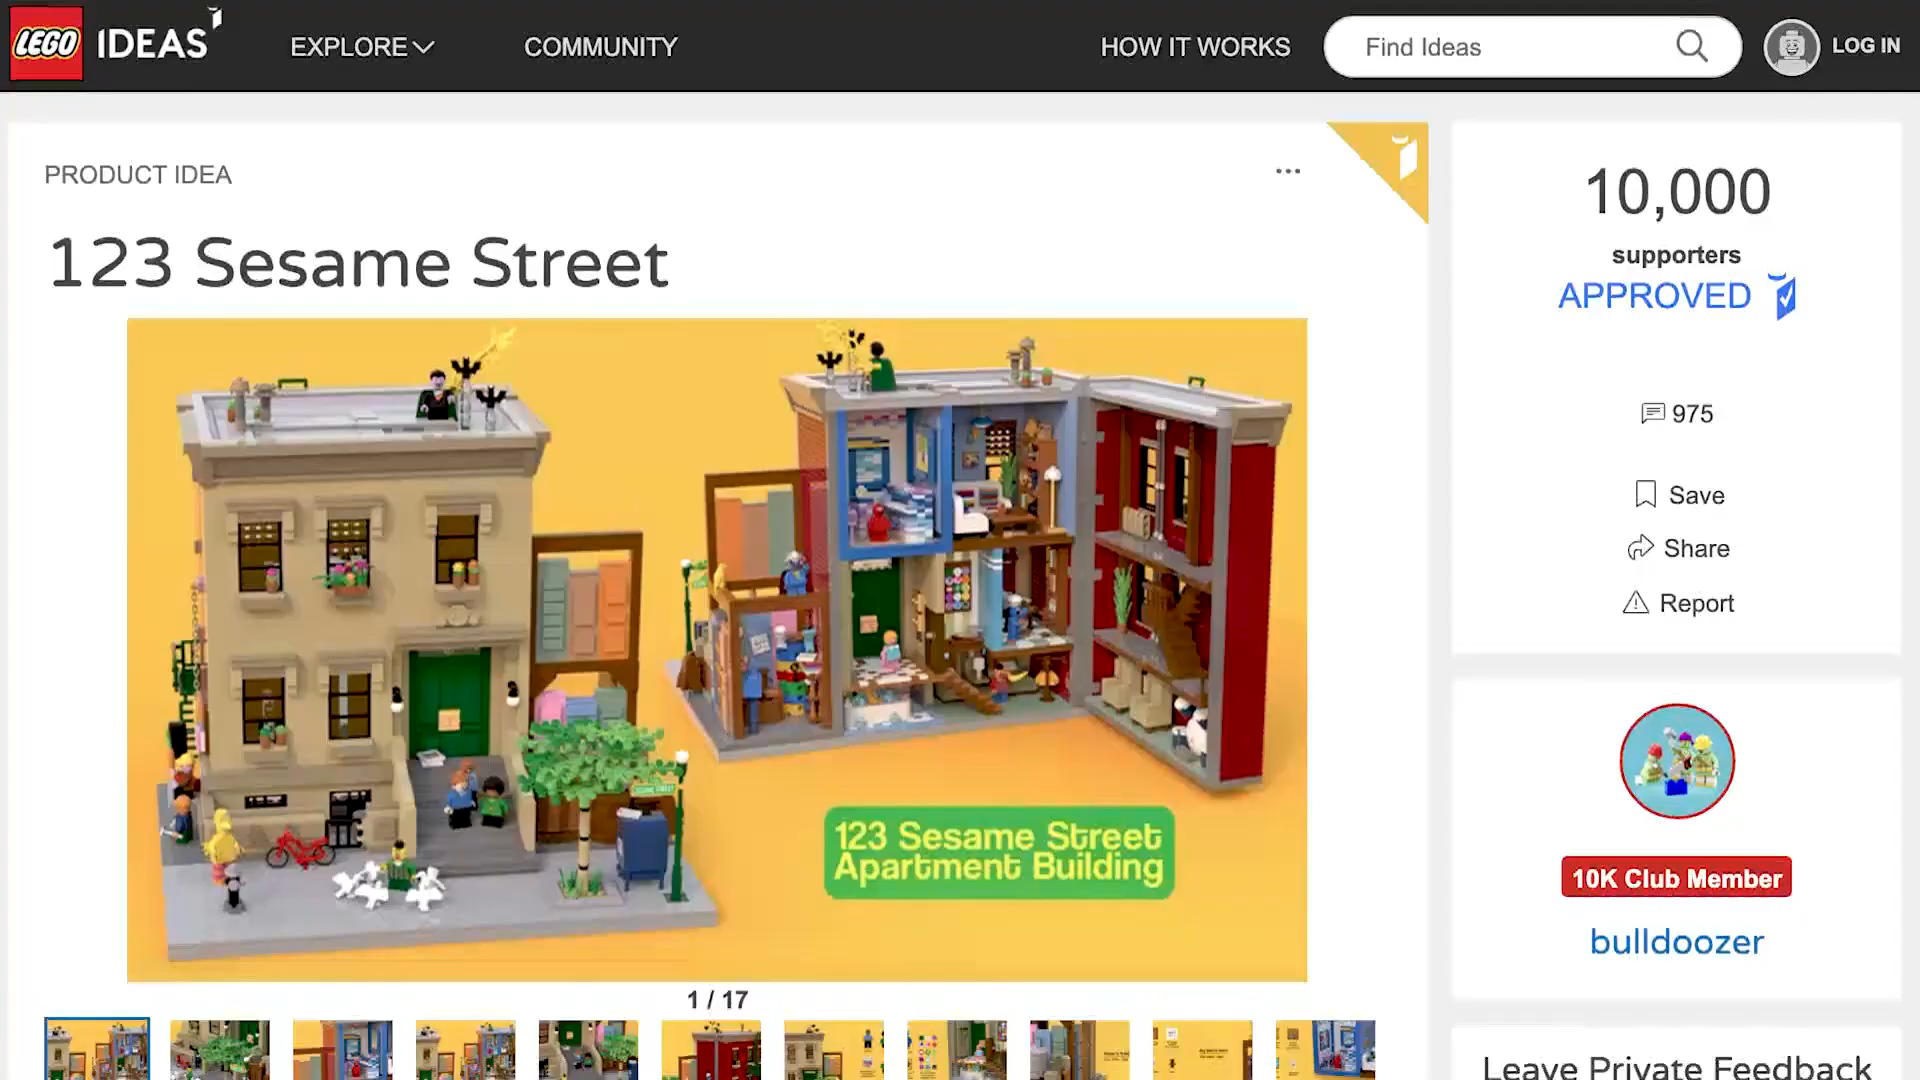 LEGO IDEAS
EXPLORE
COMMUNITY
HOW IT WORKS
Find Ideas
LOG IN
PRODUCT IDEA
123 Sesame Street
123 Sesame Street
Apartment Building
1 / 17
10,000
supporters
APPROVED
975
Save
Share
Report
10K Club Member
bulldoozer
Leave Private Feedback